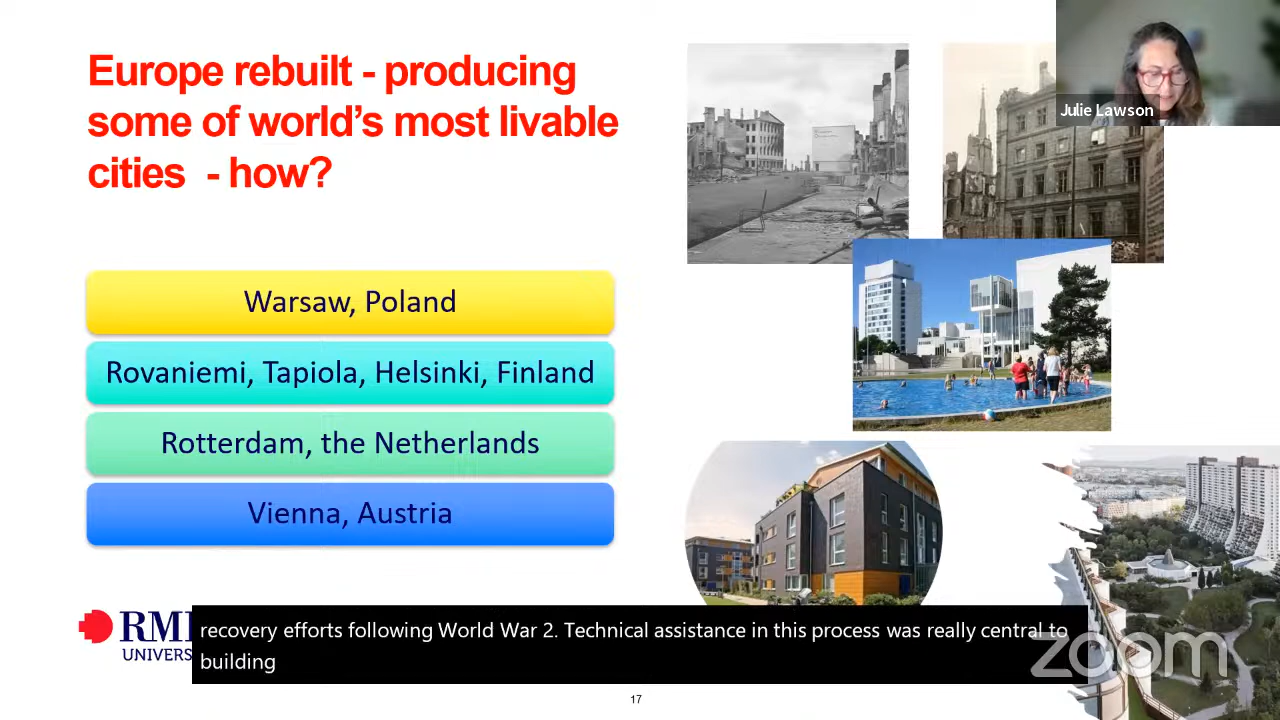 Europe rebuilt - producing
some of world's most livable
cities - how?
Julie Lawson
Warsaw, Poland
Rovaniemi, Tapiola, Helsinki, Finland
Rotterdam, the Netherlands
Vienna, Austria
UNIVERS
recovery efforts following World War 2. Technical assistance in this process was really central to
building
zoom
17